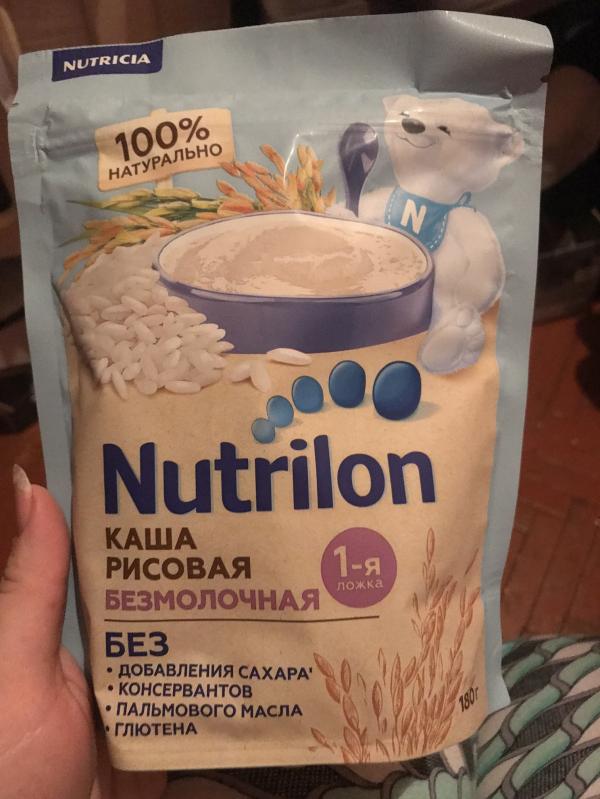 NUTRICIA
100%
НАТУРАЛЬНО
N
Nutrilon
КАША
РИСОВАЯ
БЕЗМОЛОЧНАЯ
1-я
ложка
БЕЗ
• ДОБАВЛЕНИЯ САХАРА¹
• КОНСЕРВАНТОВ
• ПАЛЬМОВОГО МАСЛА
• ГЛЮТЕНА
180г